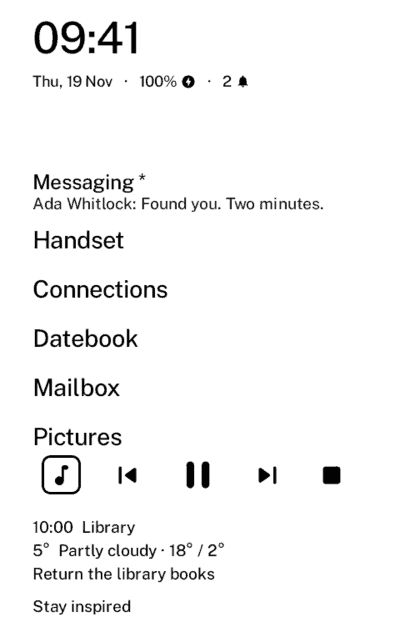 09:41
Thu, 19 Nov · 100% · 2
Messaging *
Ada Whitlock: Found you. Two minutes.
Handset
Connections
Datebook
Mailbox
Pictures
10:00 Library
5° Partly cloudy · 18° / 2°
Return the library books
Stay inspired